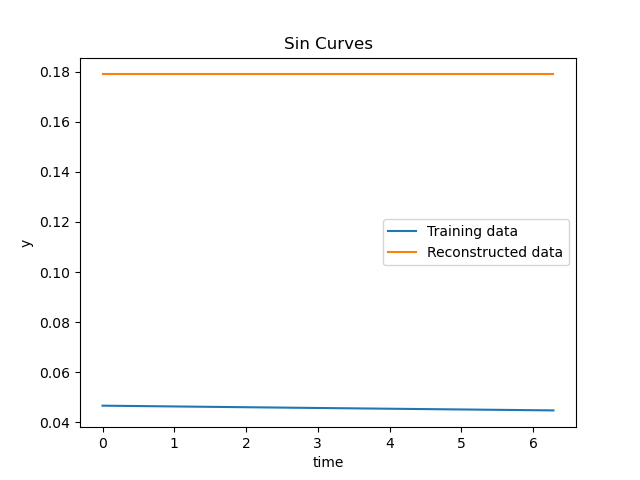 Sin Curves
0.18
0.16
0.14
0.12
0.10
0.08
0.06
0.04
y
Training data
Reconstructed data
0 1 2 3 4 5 6
time